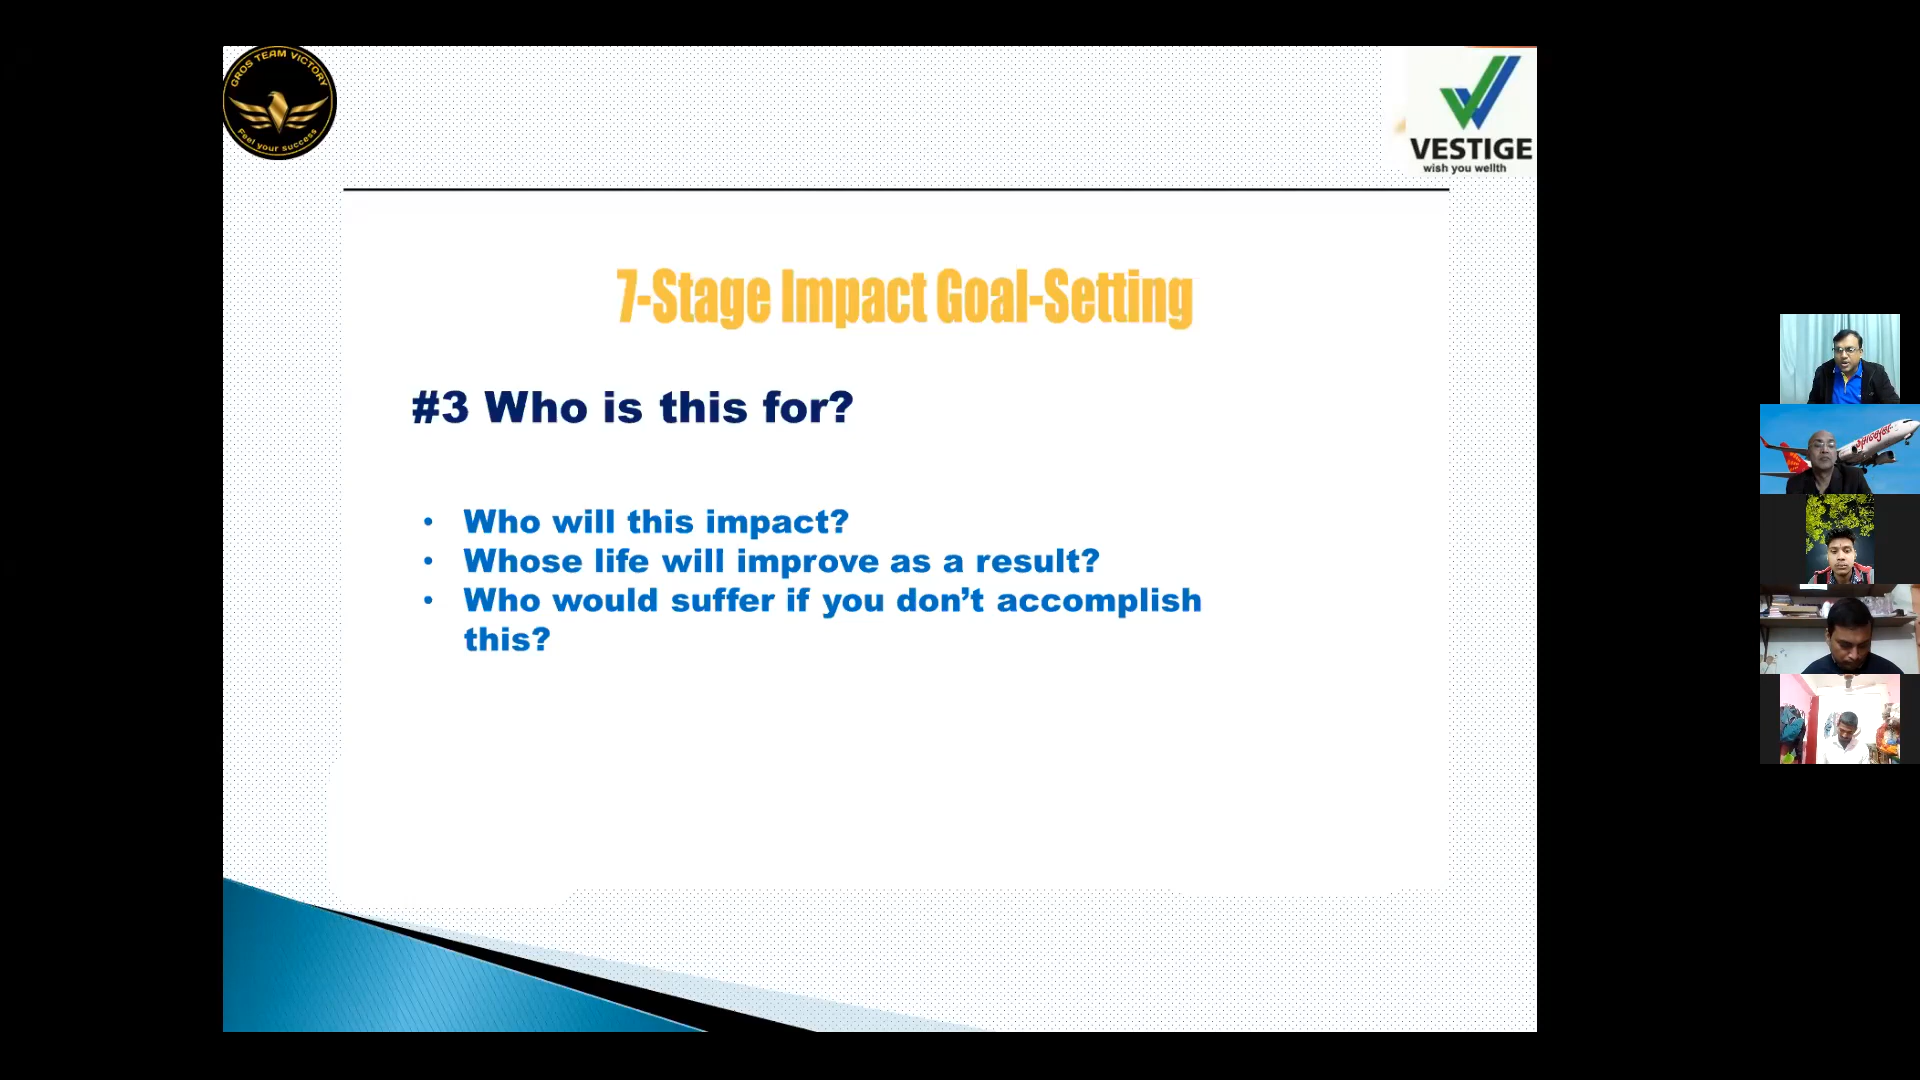 GROS TEAM VICTORY
Feel your success
VESTIGE
wish you wellth
7-Stage Impact Goal-Setting
#3 Who is this for?
• Who will this impact?
• Whose life will improve as a result?
• Who would suffer if you don’t accomplish
this?
spicejet